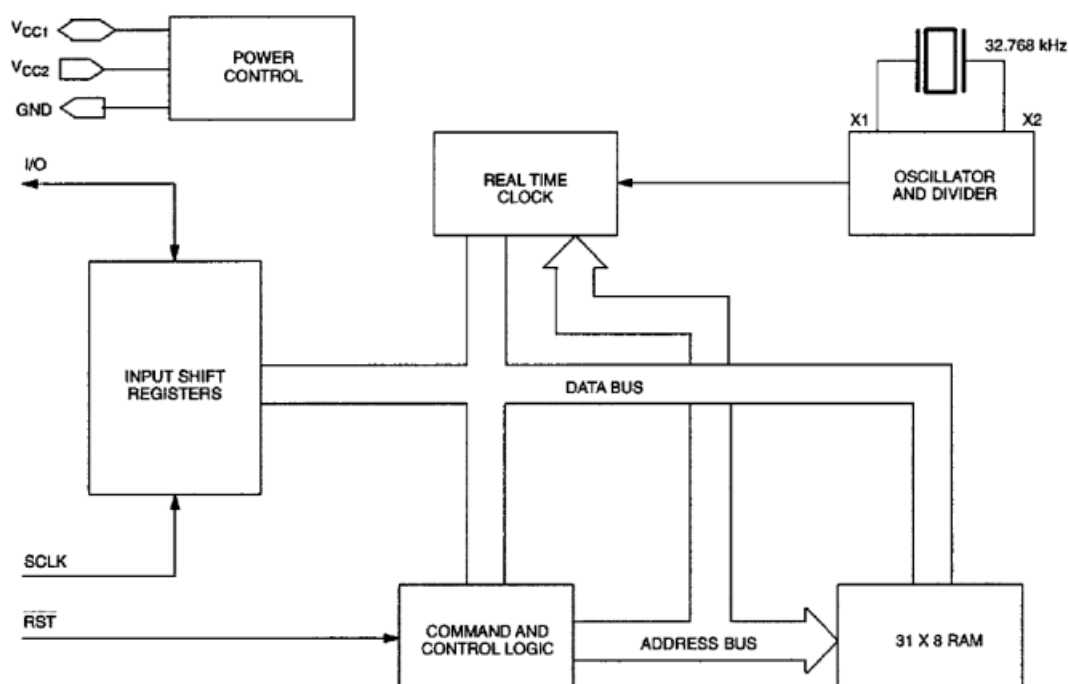 VCC1
VCC2
GND
POWER
CONTROL
32.768 kHz
X1
X2
I/O
REAL TIME
CLOCK
OSCILLATOR
AND DIVIDER
INPUT SHIFT
REGISTERS
DATA BUS
SCLK
RST
COMMAND AND
CONTROL LOGIC
ADDRESS BUS
31 X 8 RAM